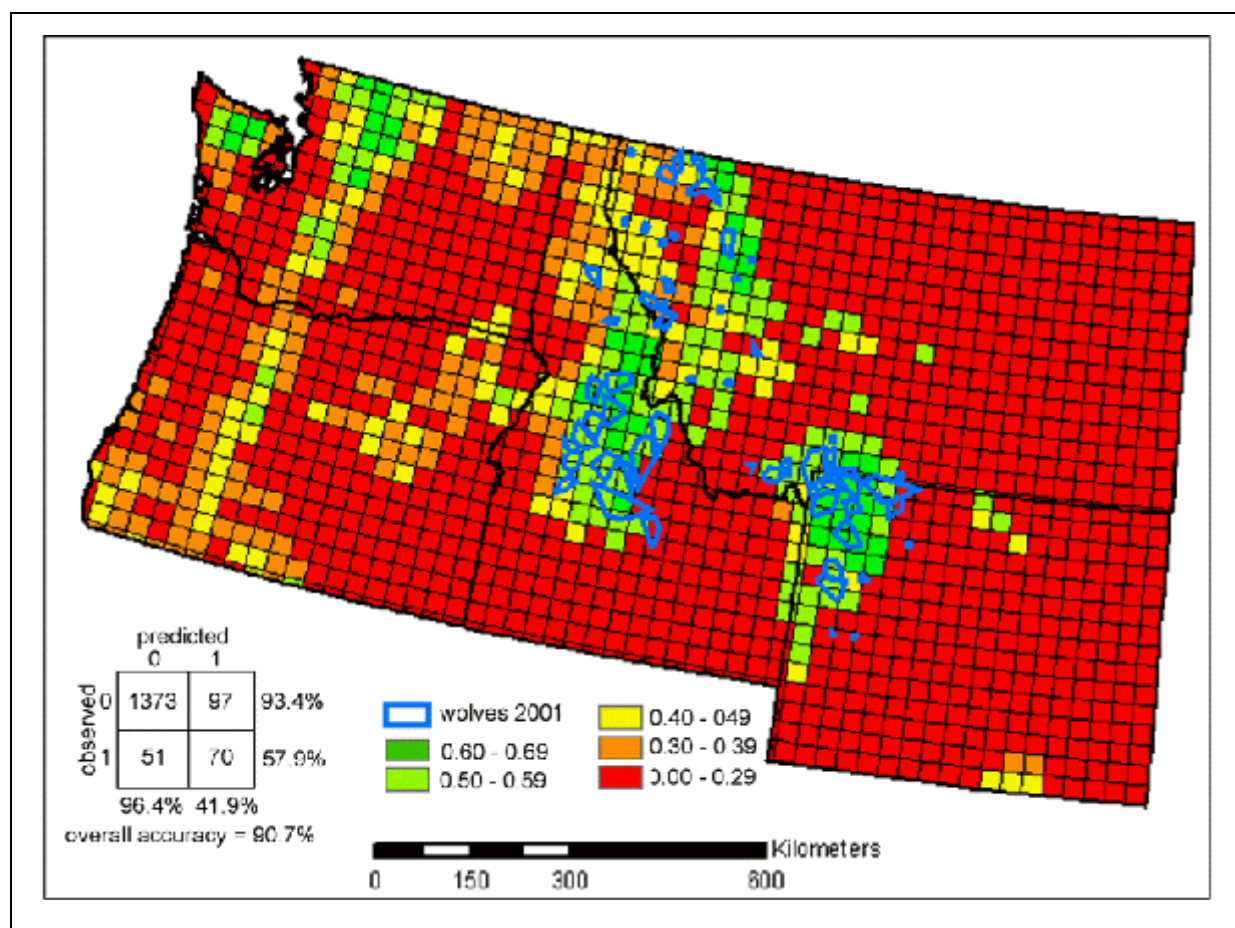 predicted
0 1
observed
0 1373 97 93.4%
1 51 70 57.9%
96.4% 41.9%
overall accuracy = 90.7%
wolves 2001
0.60 - 0.69
0.50 - 0.59
0.40 - 049
0.30 - 0.39
0.00 - 0.29
Kilometers
0 150 300 600